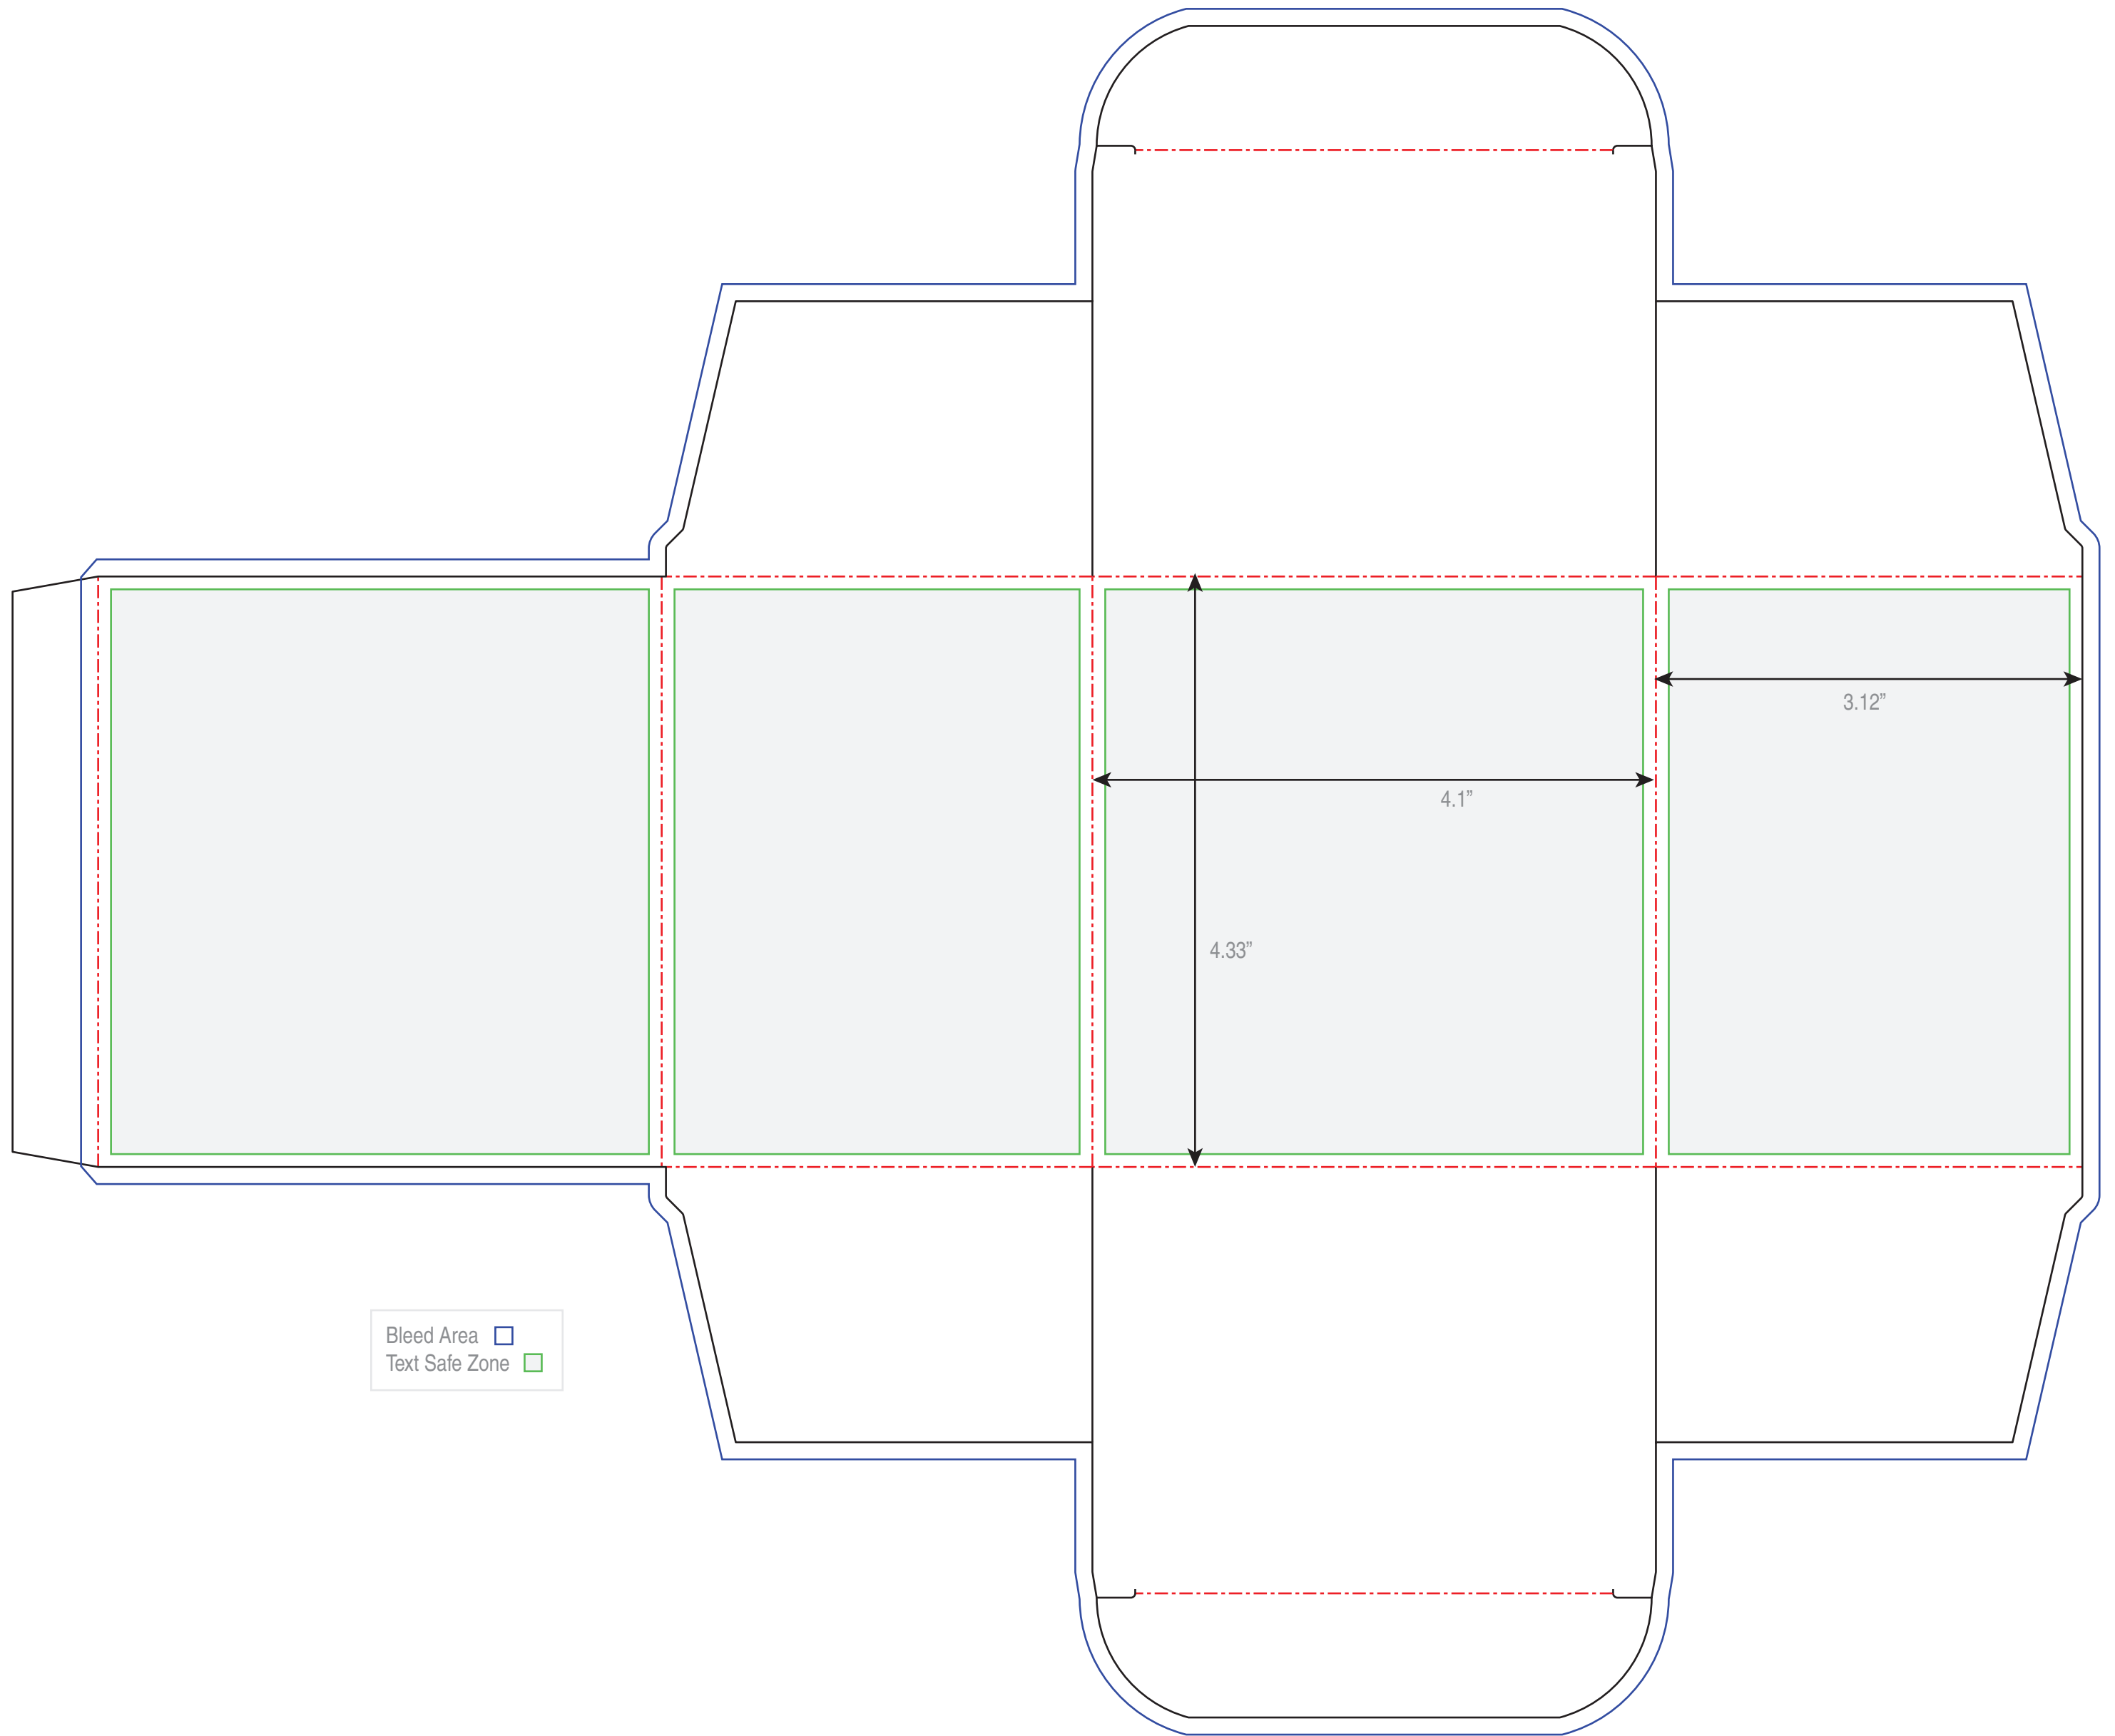 3.12”
4.1”
4.33”
Bleed Area
Text Safe Zone